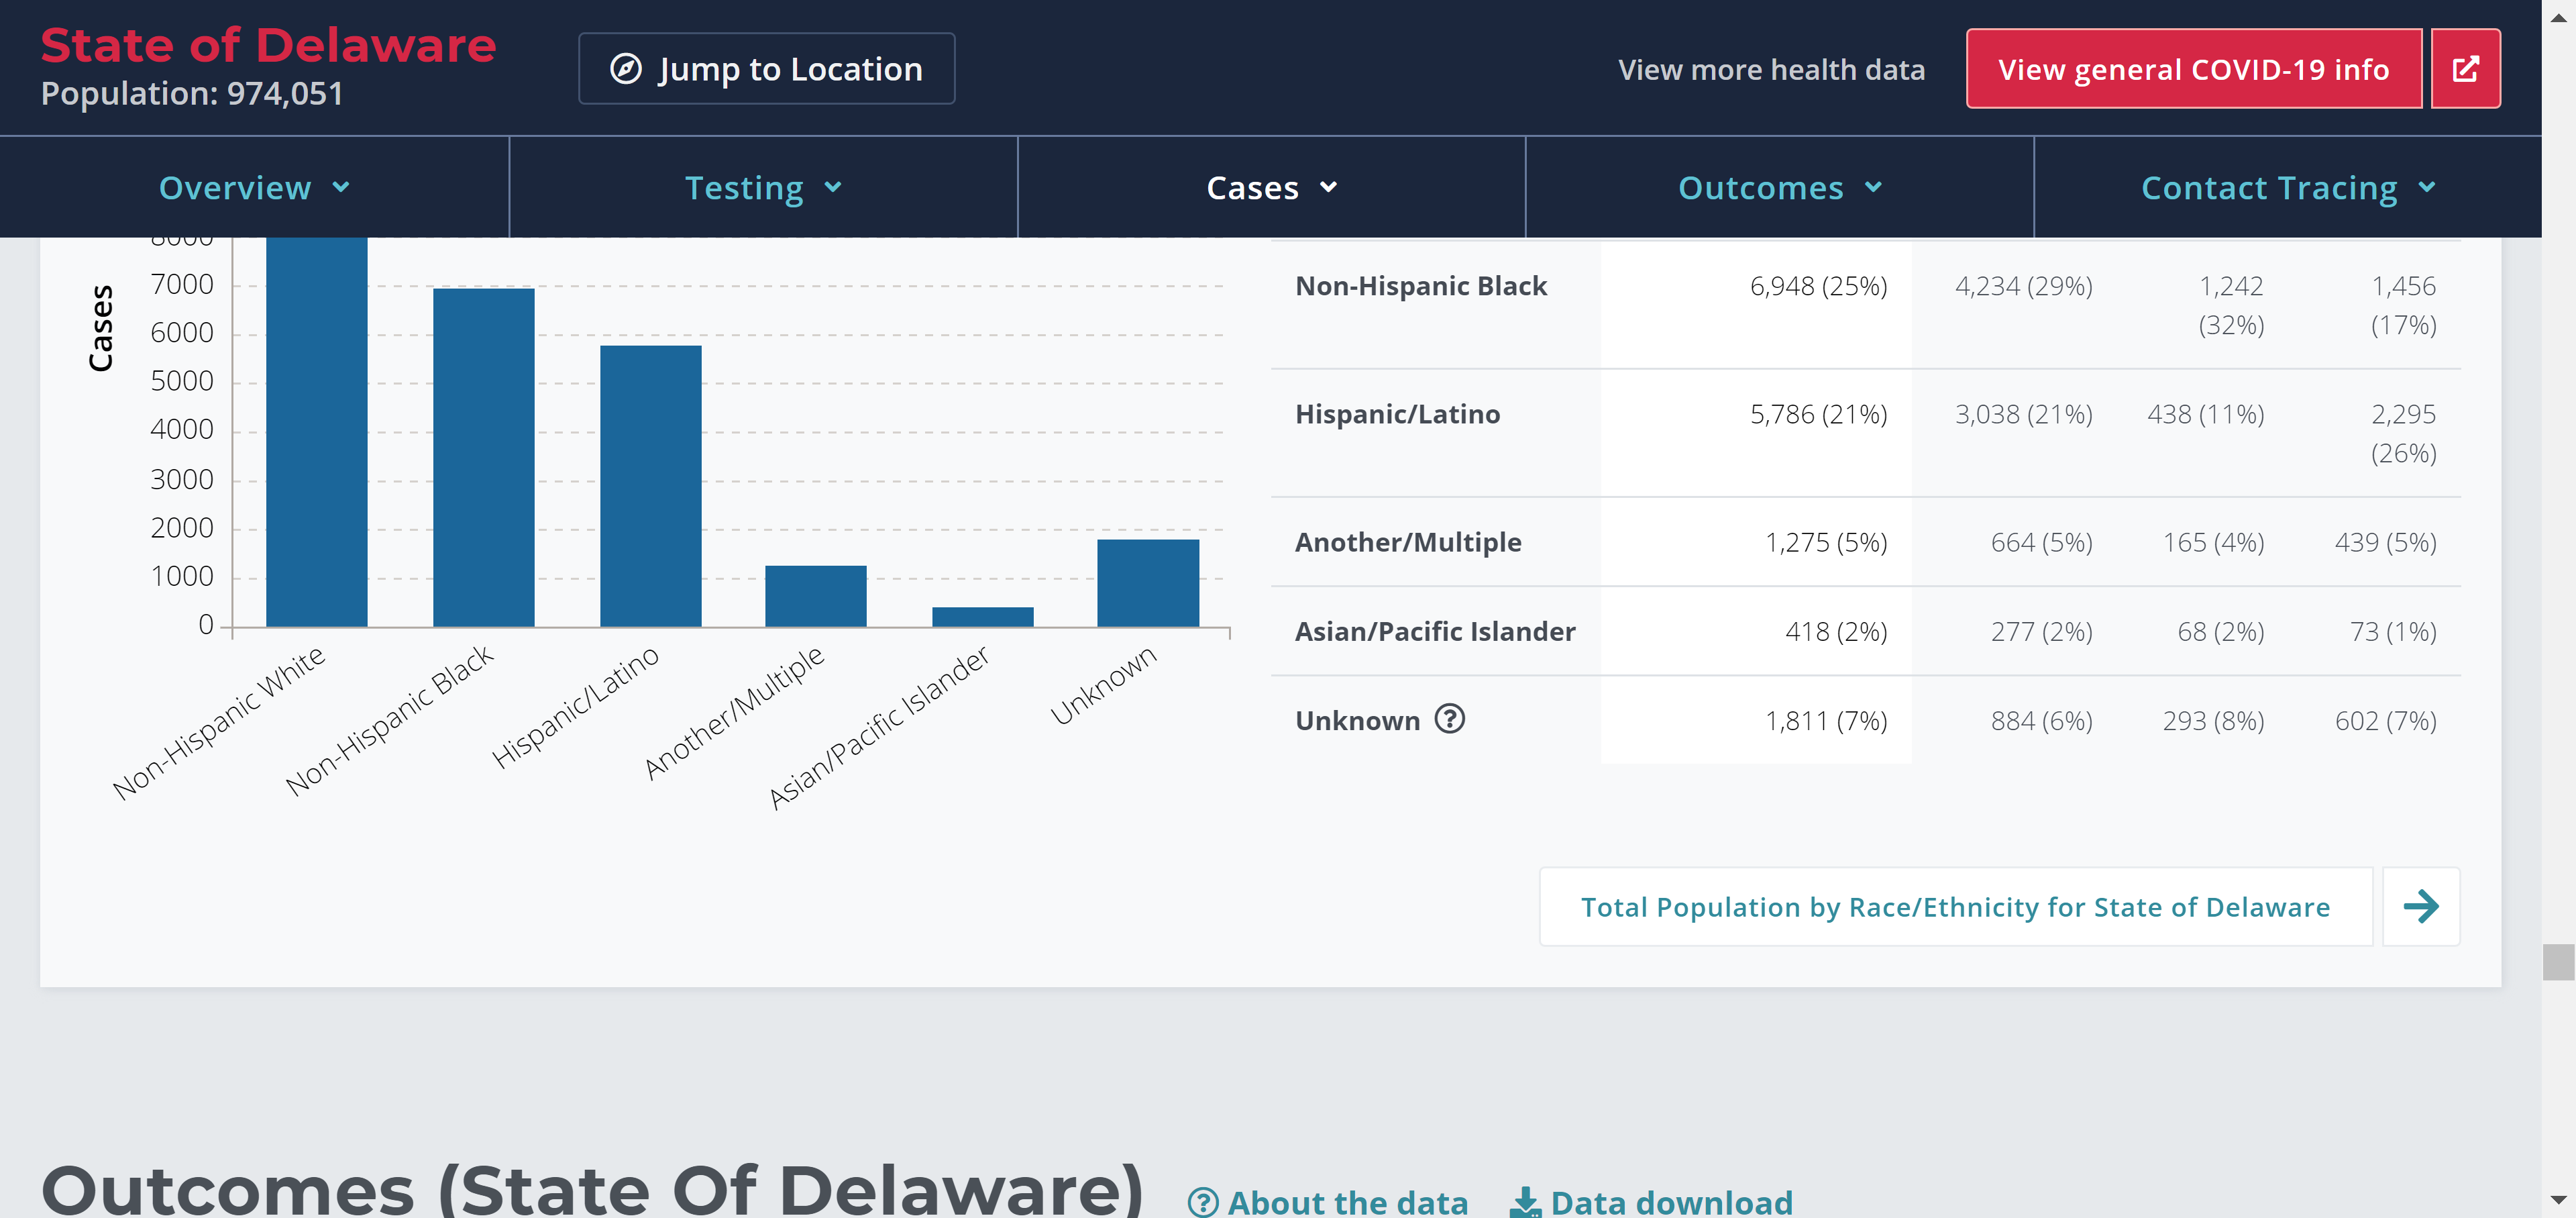 State of Delaware
Population: 974,051
Jump to Location
View more health data
View general COVID-19 info
Overview
Testing
Cases
Outcomes
Contact Tracing
8000
7000
6000
5000
4000
3000
2000
1000
0
Cases
Non-Hispanic White
Non-Hispanic Black
Hispanic/Latino
Another/Multiple
Asian/Pacific Islander
Unknown
Non-Hispanic Black 6,948 (25%) 4,234 (29%) 1,242 (32%) 1,456 (17%)
Hispanic/Latino 5,786 (21%) 3,038 (21%) 438 (11%) 2,295 (26%)
Another/Multiple 1,275 (5%) 664 (5%) 165 (4%) 439 (5%)
Asian/Pacific Islander 418 (2%) 277 (2%) 68 (2%) 73 (1%)
Unknown ? 1,811 (7%) 884 (6%) 293 (8%) 602 (7%)
Total Population by Race/Ethnicity for State of Delaware
Outcomes (State Of Delaware) ? About the data Data download